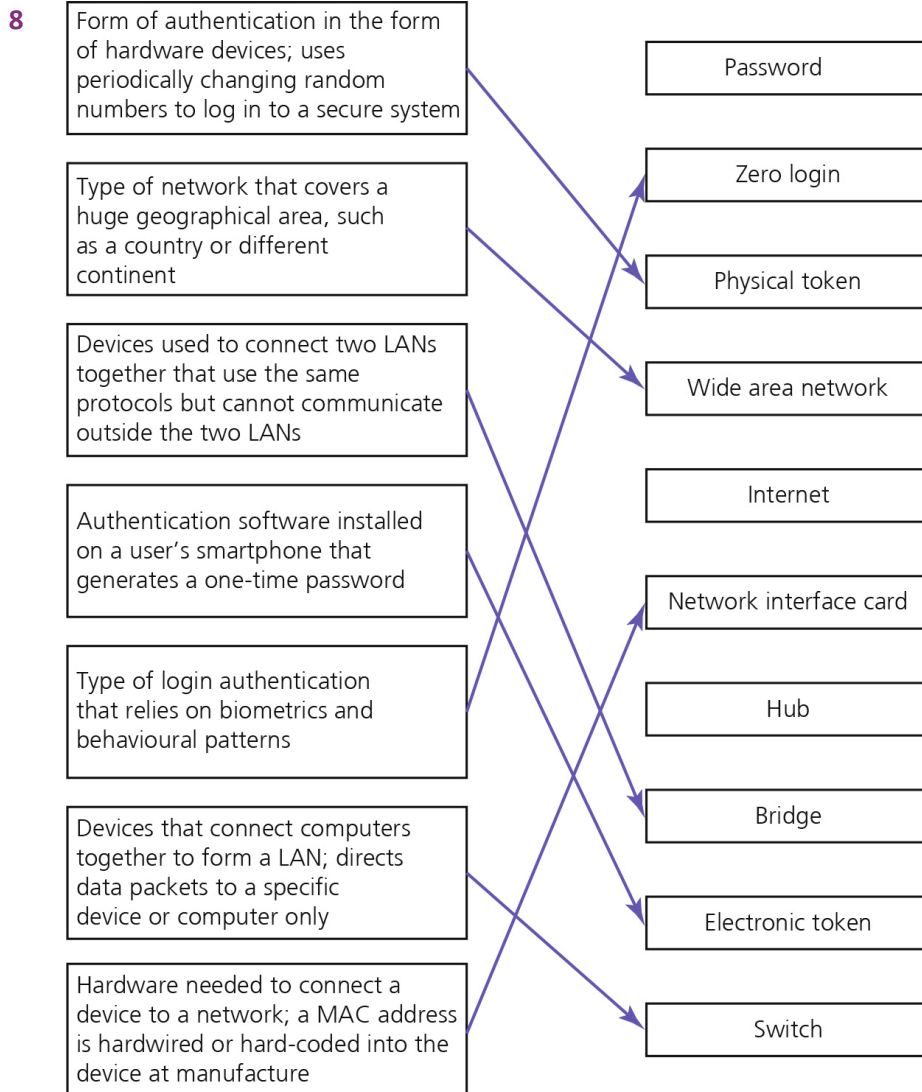 8
Form of authentication in the form
of hardware devices; uses
periodically changing random
numbers to log in to a secure system
Type of network that covers a
huge geographical area, such
as a country or different
continent
Devices used to connect two LANs
together that use the same
protocols but cannot communicate
outside the two LANs
Authentication software installed
on a user’s smartphone that
generates a one-time password
Type of login authentication
that relies on biometrics and
behavioural patterns
Devices that connect computers
together to form a LAN; directs
data packets to a specific
device or computer only
Hardware needed to connect a
device to a network; a MAC address
is hardwired or hard-coded into the
device at manufacture
Password
Zero login
Physical token
Wide area network
Internet
Network interface card
Hub
Bridge
Electronic token
Switch